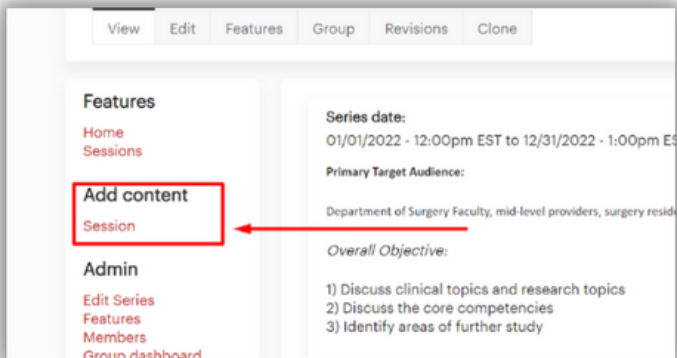 View Edit Features Group Revisions Clone
Features
Home
Sessions
Add content
Session
Admin
Edit Series
Features
Members
Group dashboard
Series date:
01/01/2022 - 12:00pm EST to 12/31/2022 - 1:00pm
Primary Target Audience:
Department of Surgery Faculty, mid-level providers, surgery
Overall Objective:
1) Discuss clinical topics and research topics
2) Discuss the core competencies
3) Identify areas of further study